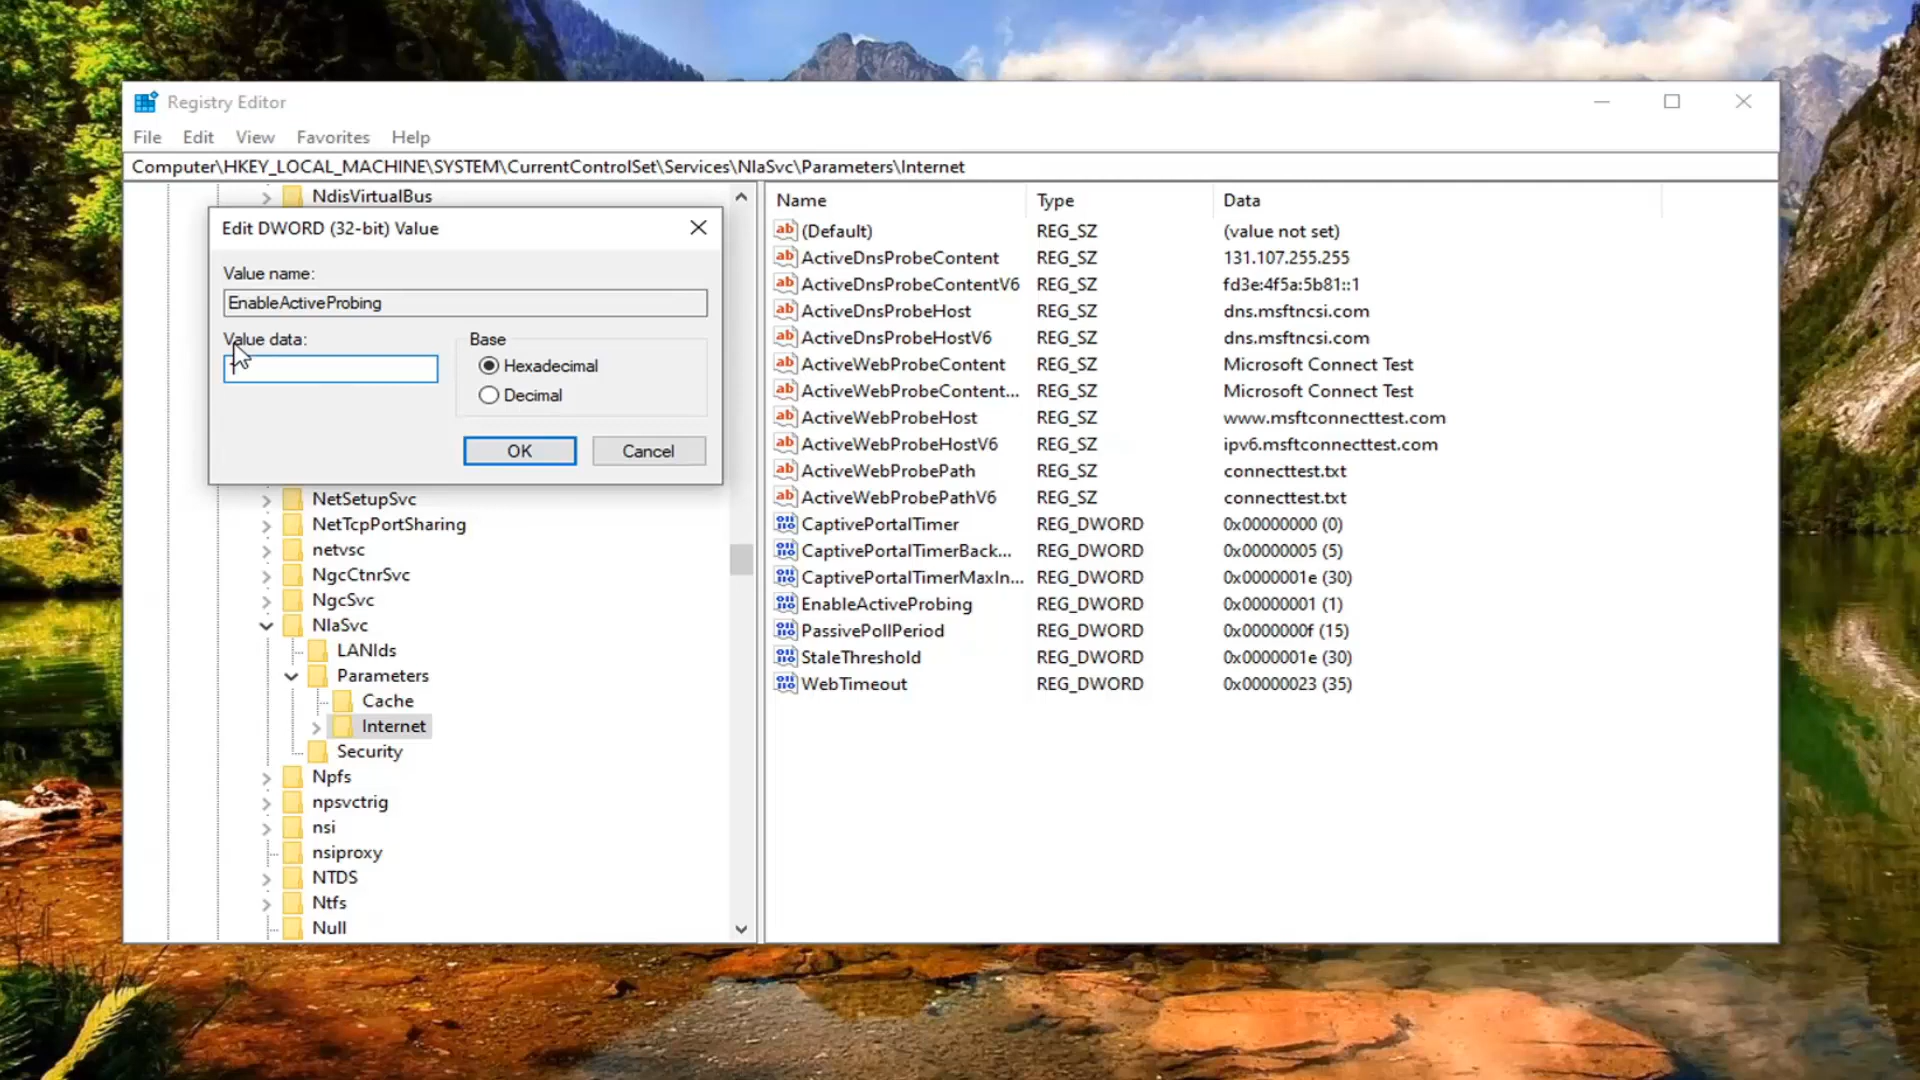 Registry Editor
File Edit View Favorites Help
Computer\HKEY_LOCAL_MACHINE\SYSTEM\CurrentControlSet\Services\NlaSvc\Parameters\Internet
NdisVirtualBus
Edit DWORD (32-bit) Value
Value name:
EnableActiveProbing
Value data:
Base
Hexadecimal
Decimal
OK Cancel
NetSetupSvc
NetTcpPortSharing
netvsc
NgcCtnrSvc
NgcSvc
NlaSvc
LANIds
Parameters
Cache
Internet
Security
Npfs
npsvctrig
nsi
nsiproxy
NTDS
Ntfs
Null
Name Type Data
(Default) REG_SZ (value not set)
ActiveDnsProbeContent REG_SZ 131.107.255.255
ActiveDnsProbeContentV6 REG_SZ fd3e:4f5a:5b81::1
ActiveDnsProbeHost REG_SZ dns.msftncsi.com
ActiveDnsProbeHostV6 REG_SZ dns.msftncsi.com
ActiveWebProbeContent REG_SZ Microsoft Connect Test
ActiveWebProbeContent... REG_SZ Microsoft Connect Test
ActiveWebProbeHost REG_SZ www.msftconnecttest.com
ActiveWebProbeHostV6 REG_SZ ipv6.msftconnecttest.com
ActiveWebProbePath REG_SZ connecttest.txt
ActiveWebProbePathV6 REG_SZ connecttest.txt
CaptivePortalTimer REG_DWORD 0x00000000 (0)
CaptivePortalTimerBack... REG_DWORD 0x00000005 (5)
CaptivePortalTimerMaxIn... REG_DWORD 0x0000001e (30)
EnableActiveProbing REG_DWORD 0x00000001 (1)
PassivePollPeriod REG_DWORD 0x0000000f (15)
StaleThreshold REG_DWORD 0x0000001e (30)
WebTimeout REG_DWORD 0x00000023 (35)